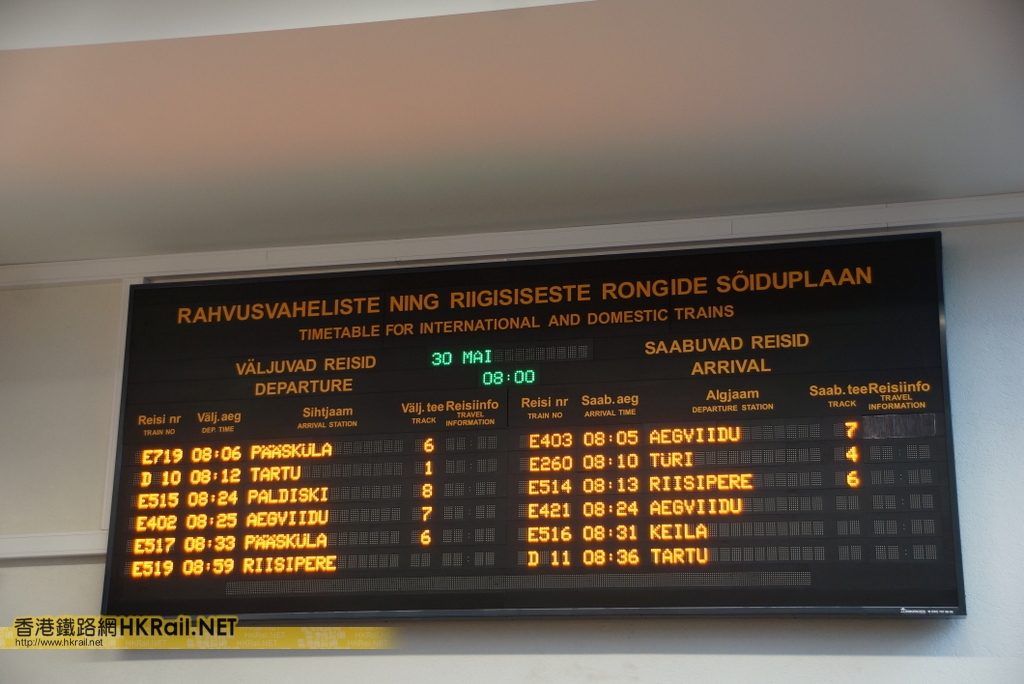 RAHVUSVAHELISTE NING RIIGISISESTE RONGIDE SÕIDUPLAAN
TIMETABLE FOR INTERNATIONAL AND DOMESTIC TRAINS
VÄLJUVAD REISID
DEPARTURE
30 MAI
08:00
SAABUVAD REISID
ARRIVAL
Reisi nr Välj.aeg Sihtjaam Välj. tee Reisiinfo
TRAIN NO DEP. TIME ARRIVAL STATION TRACK TRAVEL INFORMATION
E719 08:06 PÄÄSKÜLA 6
D 10 08:12 TARTU 1
E515 08:24 PALDISKI 8
E402 08:25 AEGVIIDU 7
E517 08:33 PÄÄSKÜLA 6
E519 08:59 RIISIPERE
Reisi nr Saab.aeg Algjaam Saab.tee Reisiinfo
TRAIN NO ARRIVAL TIME DEPARTURE STATION TRACK TRAVEL INFORMATION
E403 08:05 AEGVIIDU 7
E260 08:10 TÜRI 4
E514 08:13 RIISIPERE 6
E421 08:24 AEGVIIDU
E516 08:31 KEILA
D 11 08:36 TARTU
香港鐵路網HKRail.NET
http://www.hkrail.net